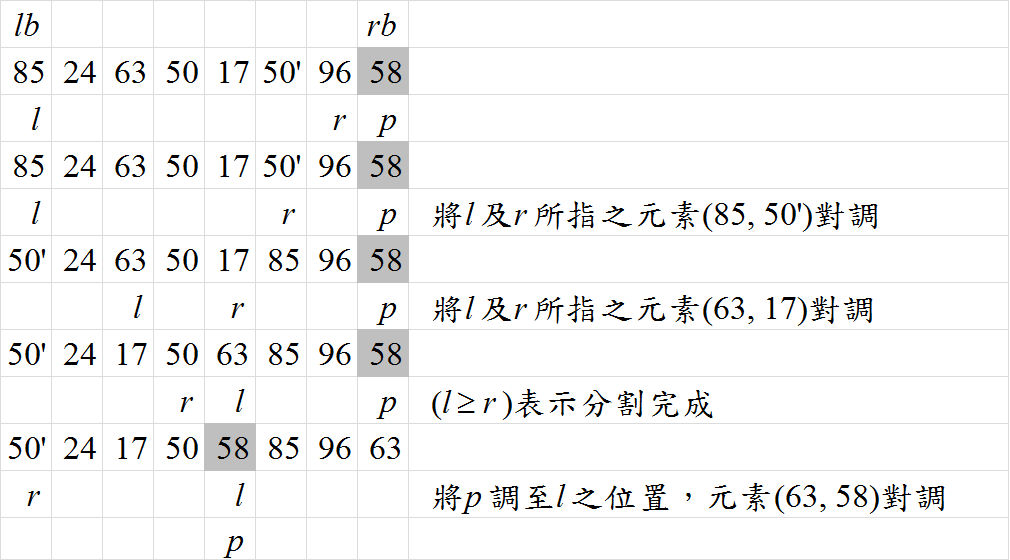 lb rb
85 24 63 50 17 50' 96 58
l r p
85 24 63 50 17 50' 96 58
l r p 將l及r所指之元素(85, 50')對調
50' 24 63 50 17 85 96 58
l r p 將l及r所指之元素(63, 17)對調
50' 24 17 50 63 85 96 58
r l p (l≥r)表示分割完成
50' 24 17 50 58 85 96 63
r l 將p調至l之位置，元素(63, 58)對調
p